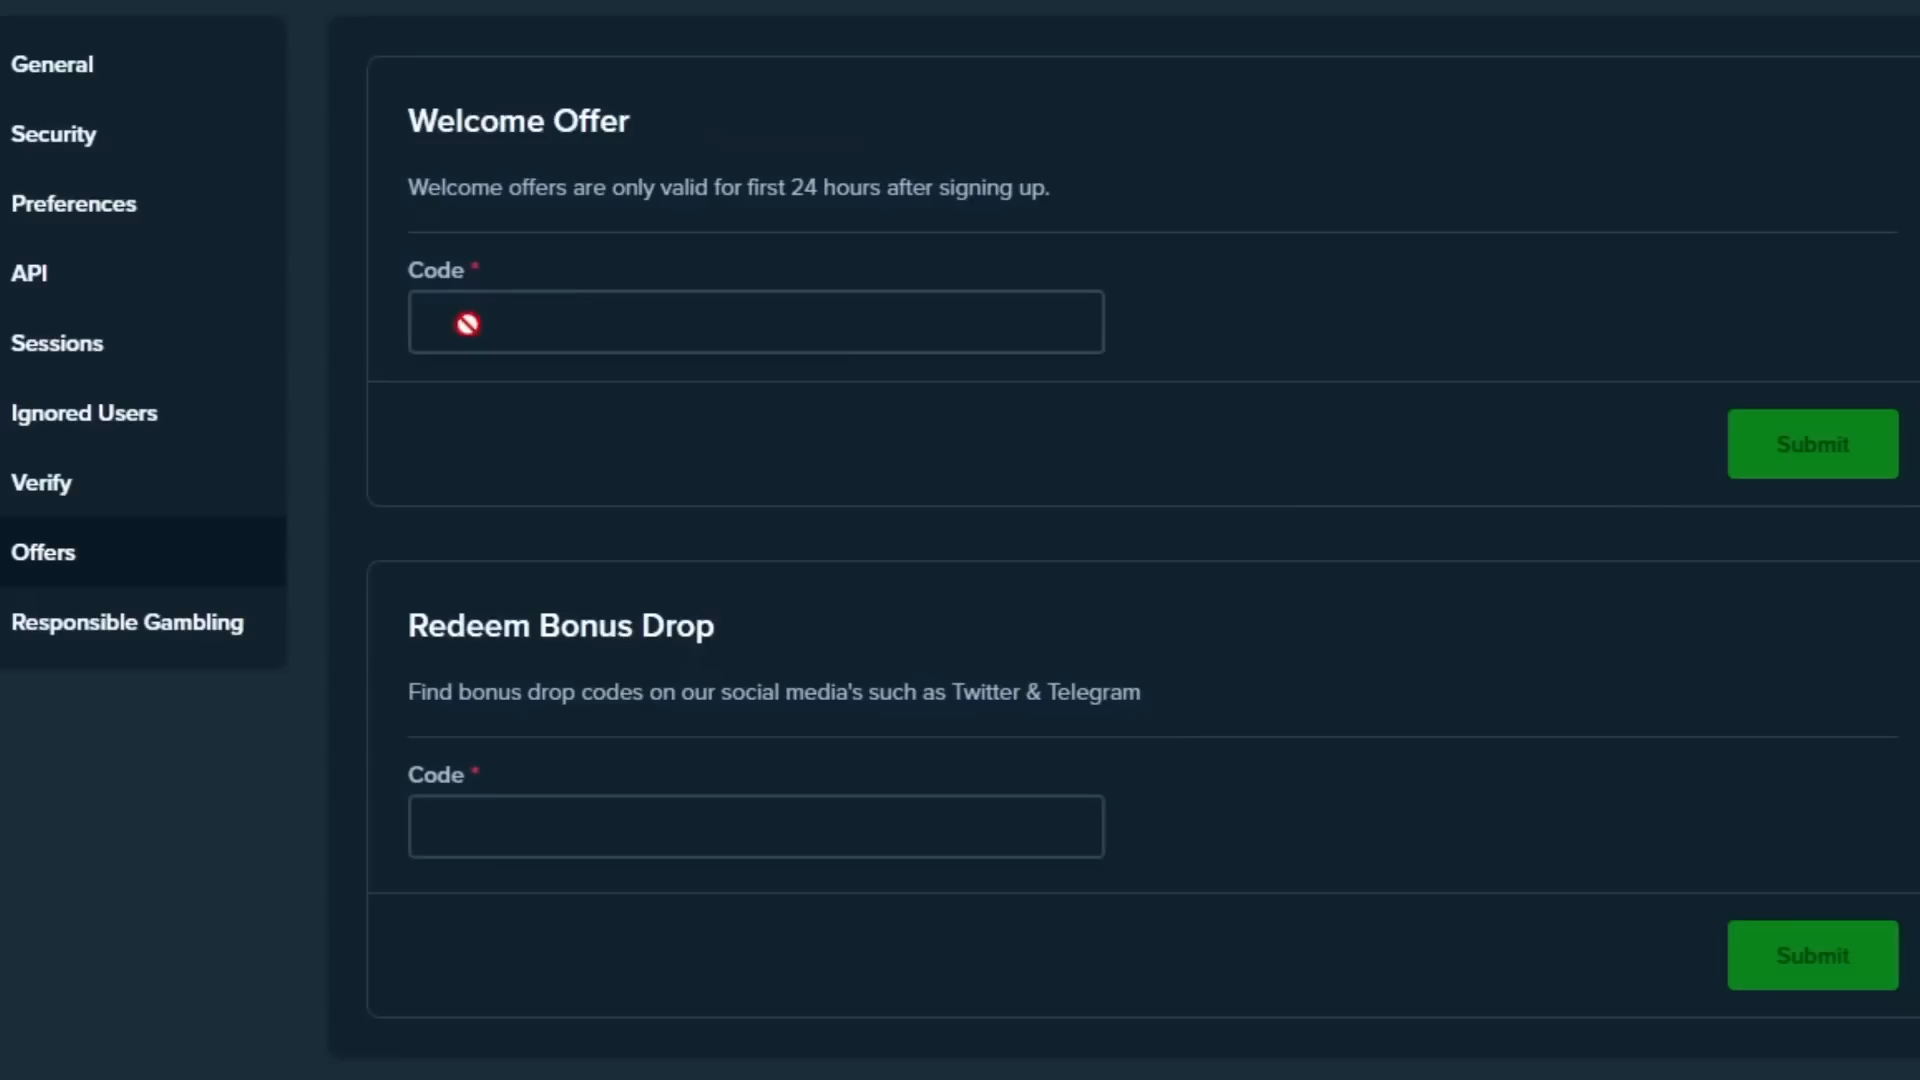 General
Security
Preferences
API
Sessions
Ignored Users
Verify
Offers
Responsible Gambling
Welcome Offer
Welcome offers are only valid for first 24 hours after signing up.
Code *
Submit
Redeem Bonus Drop
Find bonus drop codes on our social media's such as Twitter & Telegram
Code *
Submit